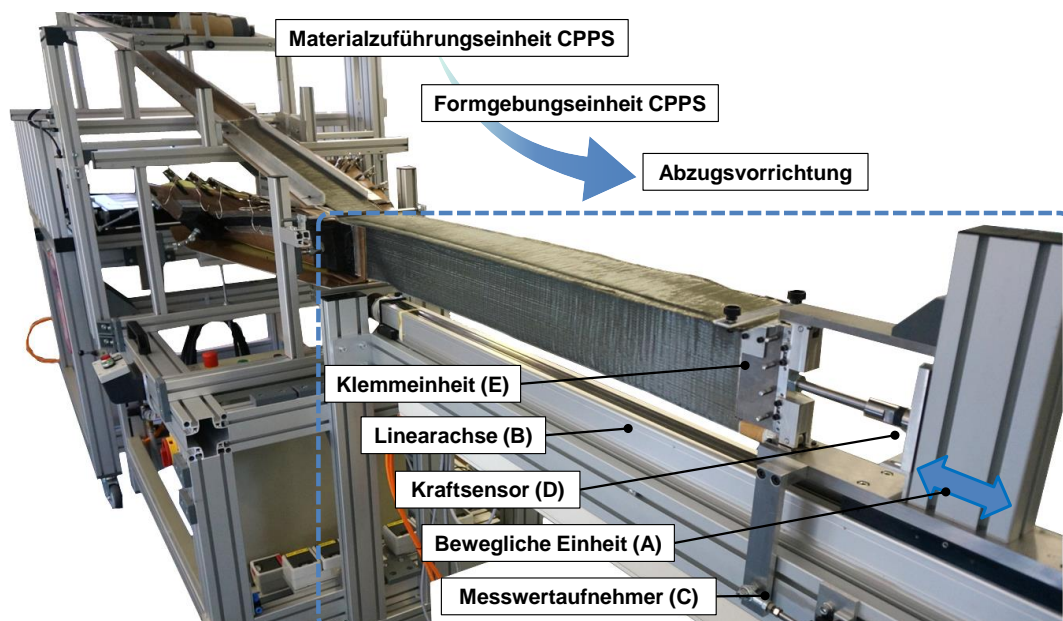 Materialzuführungseinheit CPPS
Formgebungseinheit CPPS
Abzugsvorrichtung
Klemmeinheit (E)
Linearachse (B)
Kraftsensor (D)
Bewegliche Einheit (A)
Messwertaufnehmer (C)